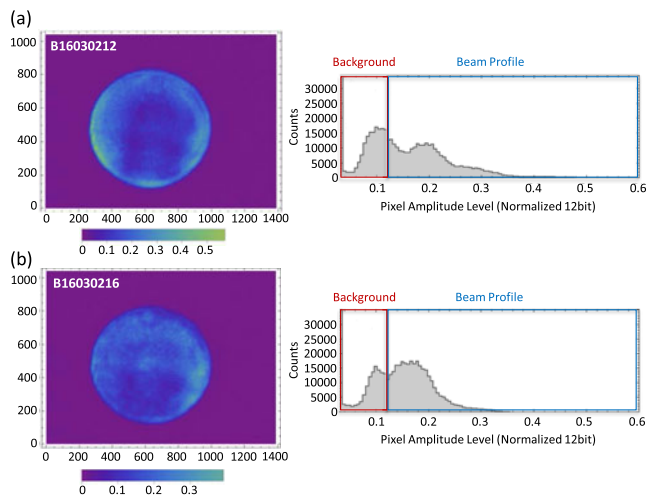 (a)
B16030212
1000
800
600
400
200
0
0 200 400 600 800 1000 1200 1400
0 0.1 0.2 0.3 0.4 0.5
Background Beam Profile
30000
25000
20000
15000
10000
5000
0
Counts
0.1 0.2 0.3 0.4 0.5 0.6
Pixel Amplitude Level (Normalized 12bit)
(b)
B16030216
1000
800
600
400
200
0
0 200 400 600 800 1000 1200 1400
0 0.1 0.2 0.3
Background Beam Profile
30000
25000
20000
15000
10000
5000
0
Counts
0.1 0.2 0.3 0.4 0.5 0.6
Pixel Amplitude Level (Normalized 12bit)